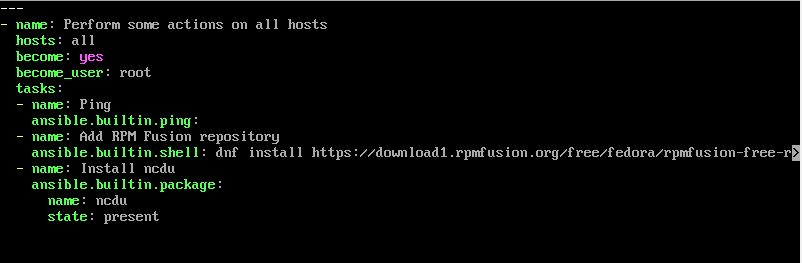 ---
- name: Perform some actions on all hosts
  hosts: all
  become: yes
  become_user: root
  tasks:
  - name: Ping
    ansible.builtin.ping:
  - name: Add RPM Fusion repository
    ansible.builtin.shell: dnf install https://download1.rpmfusion.org/free/fedora/rpmfusion-free-r>
  - name: Install ncdu
    ansible.builtin.package:
      name: ncdu
      state: present